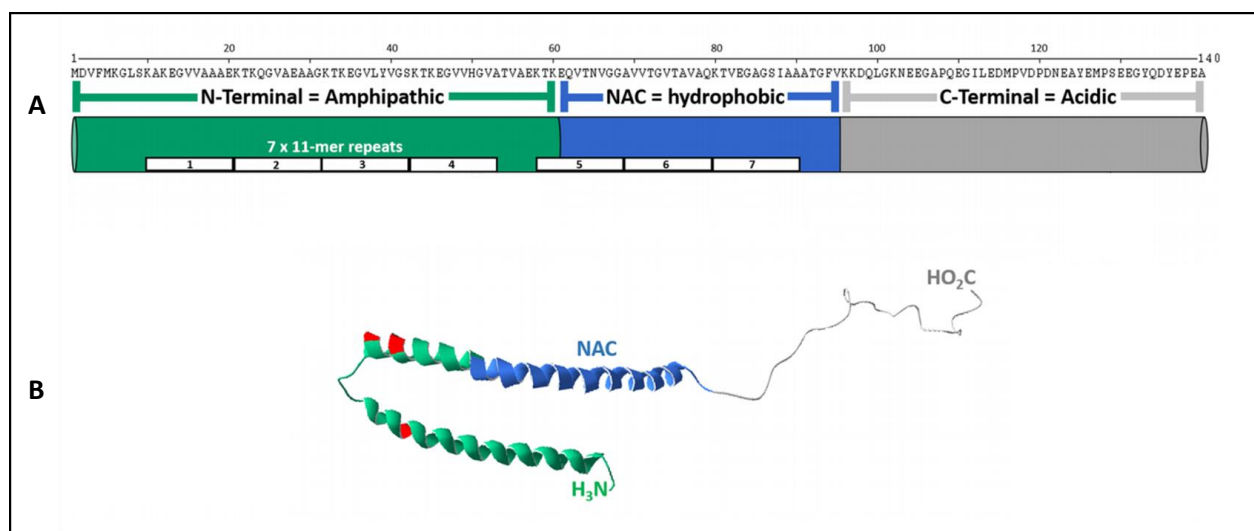 1 20 40 60 80 100 120 140
MDVFMKGLSKAKEGVVAAAEKTKQGVAEAAGKTKEGVLYVGSKTKEGVVHGVATVAEKTKEQVTNVGGAVVTGVTAVAQKTVEGAGSIAAATGFVKKDQLGKNEEGAPQEGILEDMPVDPDNEAYEMPSEEGYQDYEPEA
A
N-Terminal = Amphipathic NAC = hydrophobic C-Terminal = Acidic
7 x 11-mer repeats
1 2 3 4 5 6 7
B
HO₂C
NAC
H₃N